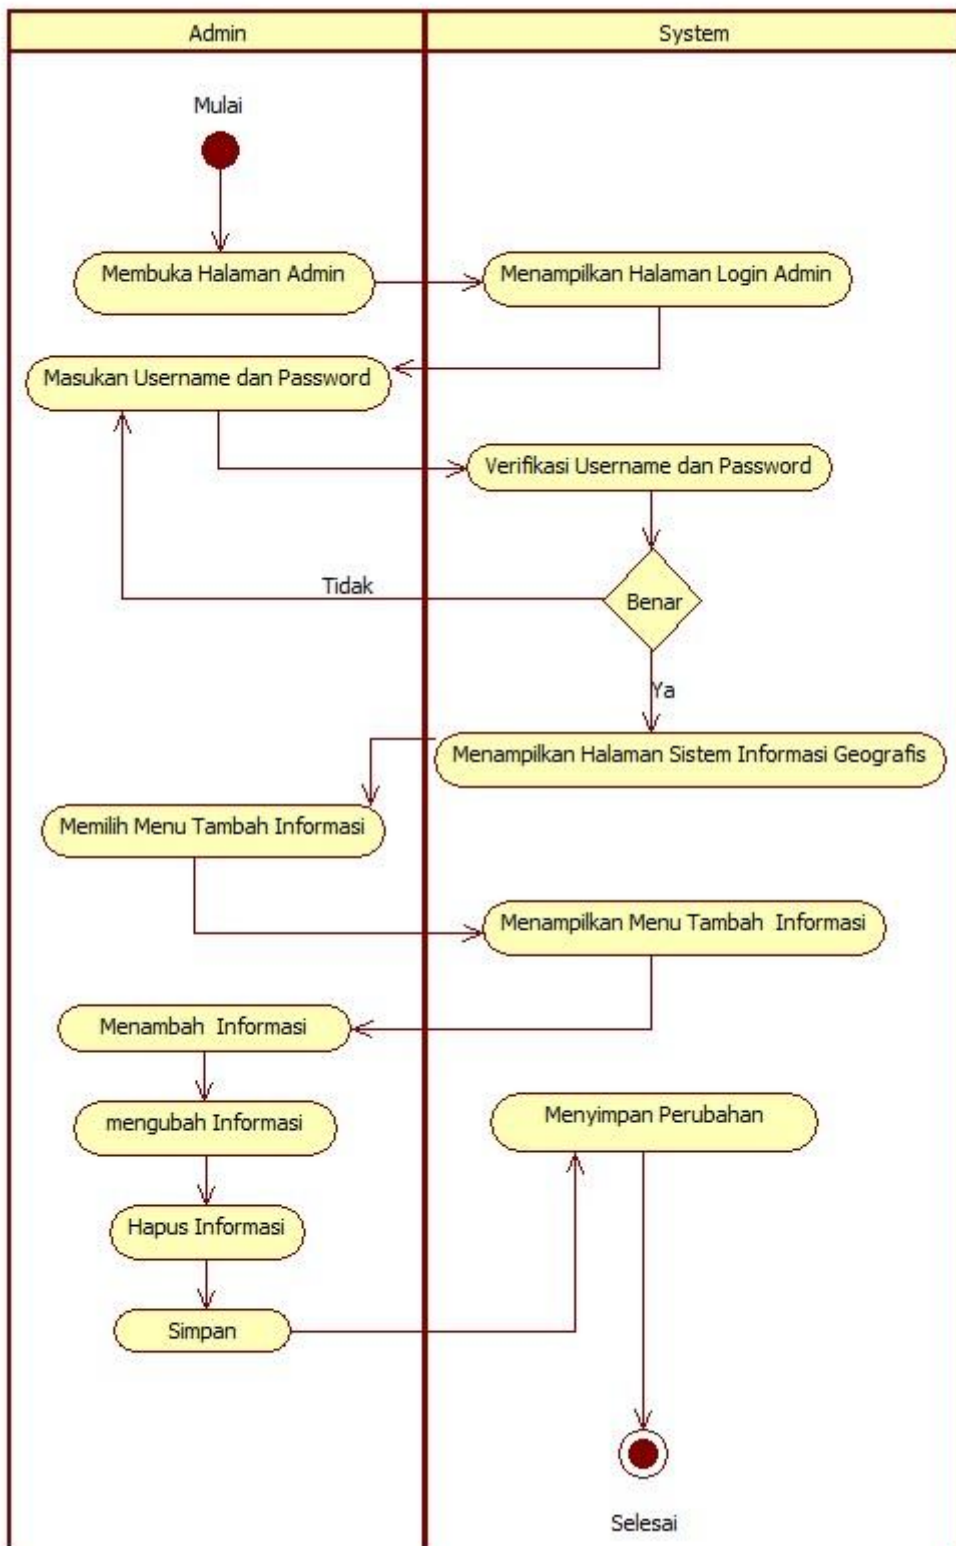 Admin
System
Mulai
Membuka Halaman Admin
Menampilkan Halaman Login Admin
Masukan Username dan Password
Verifikasi Username dan Password
Tidak
Benar
Ya
Menampilkan Halaman Sistem Informasi Geografis
Memilih Menu Tambah Informasi
Menampilkan Menu Tambah  Informasi
Menambah  Informasi
mengubah Informasi
Menyimpan Perubahan
Hapus Informasi
Simpan
Selesai